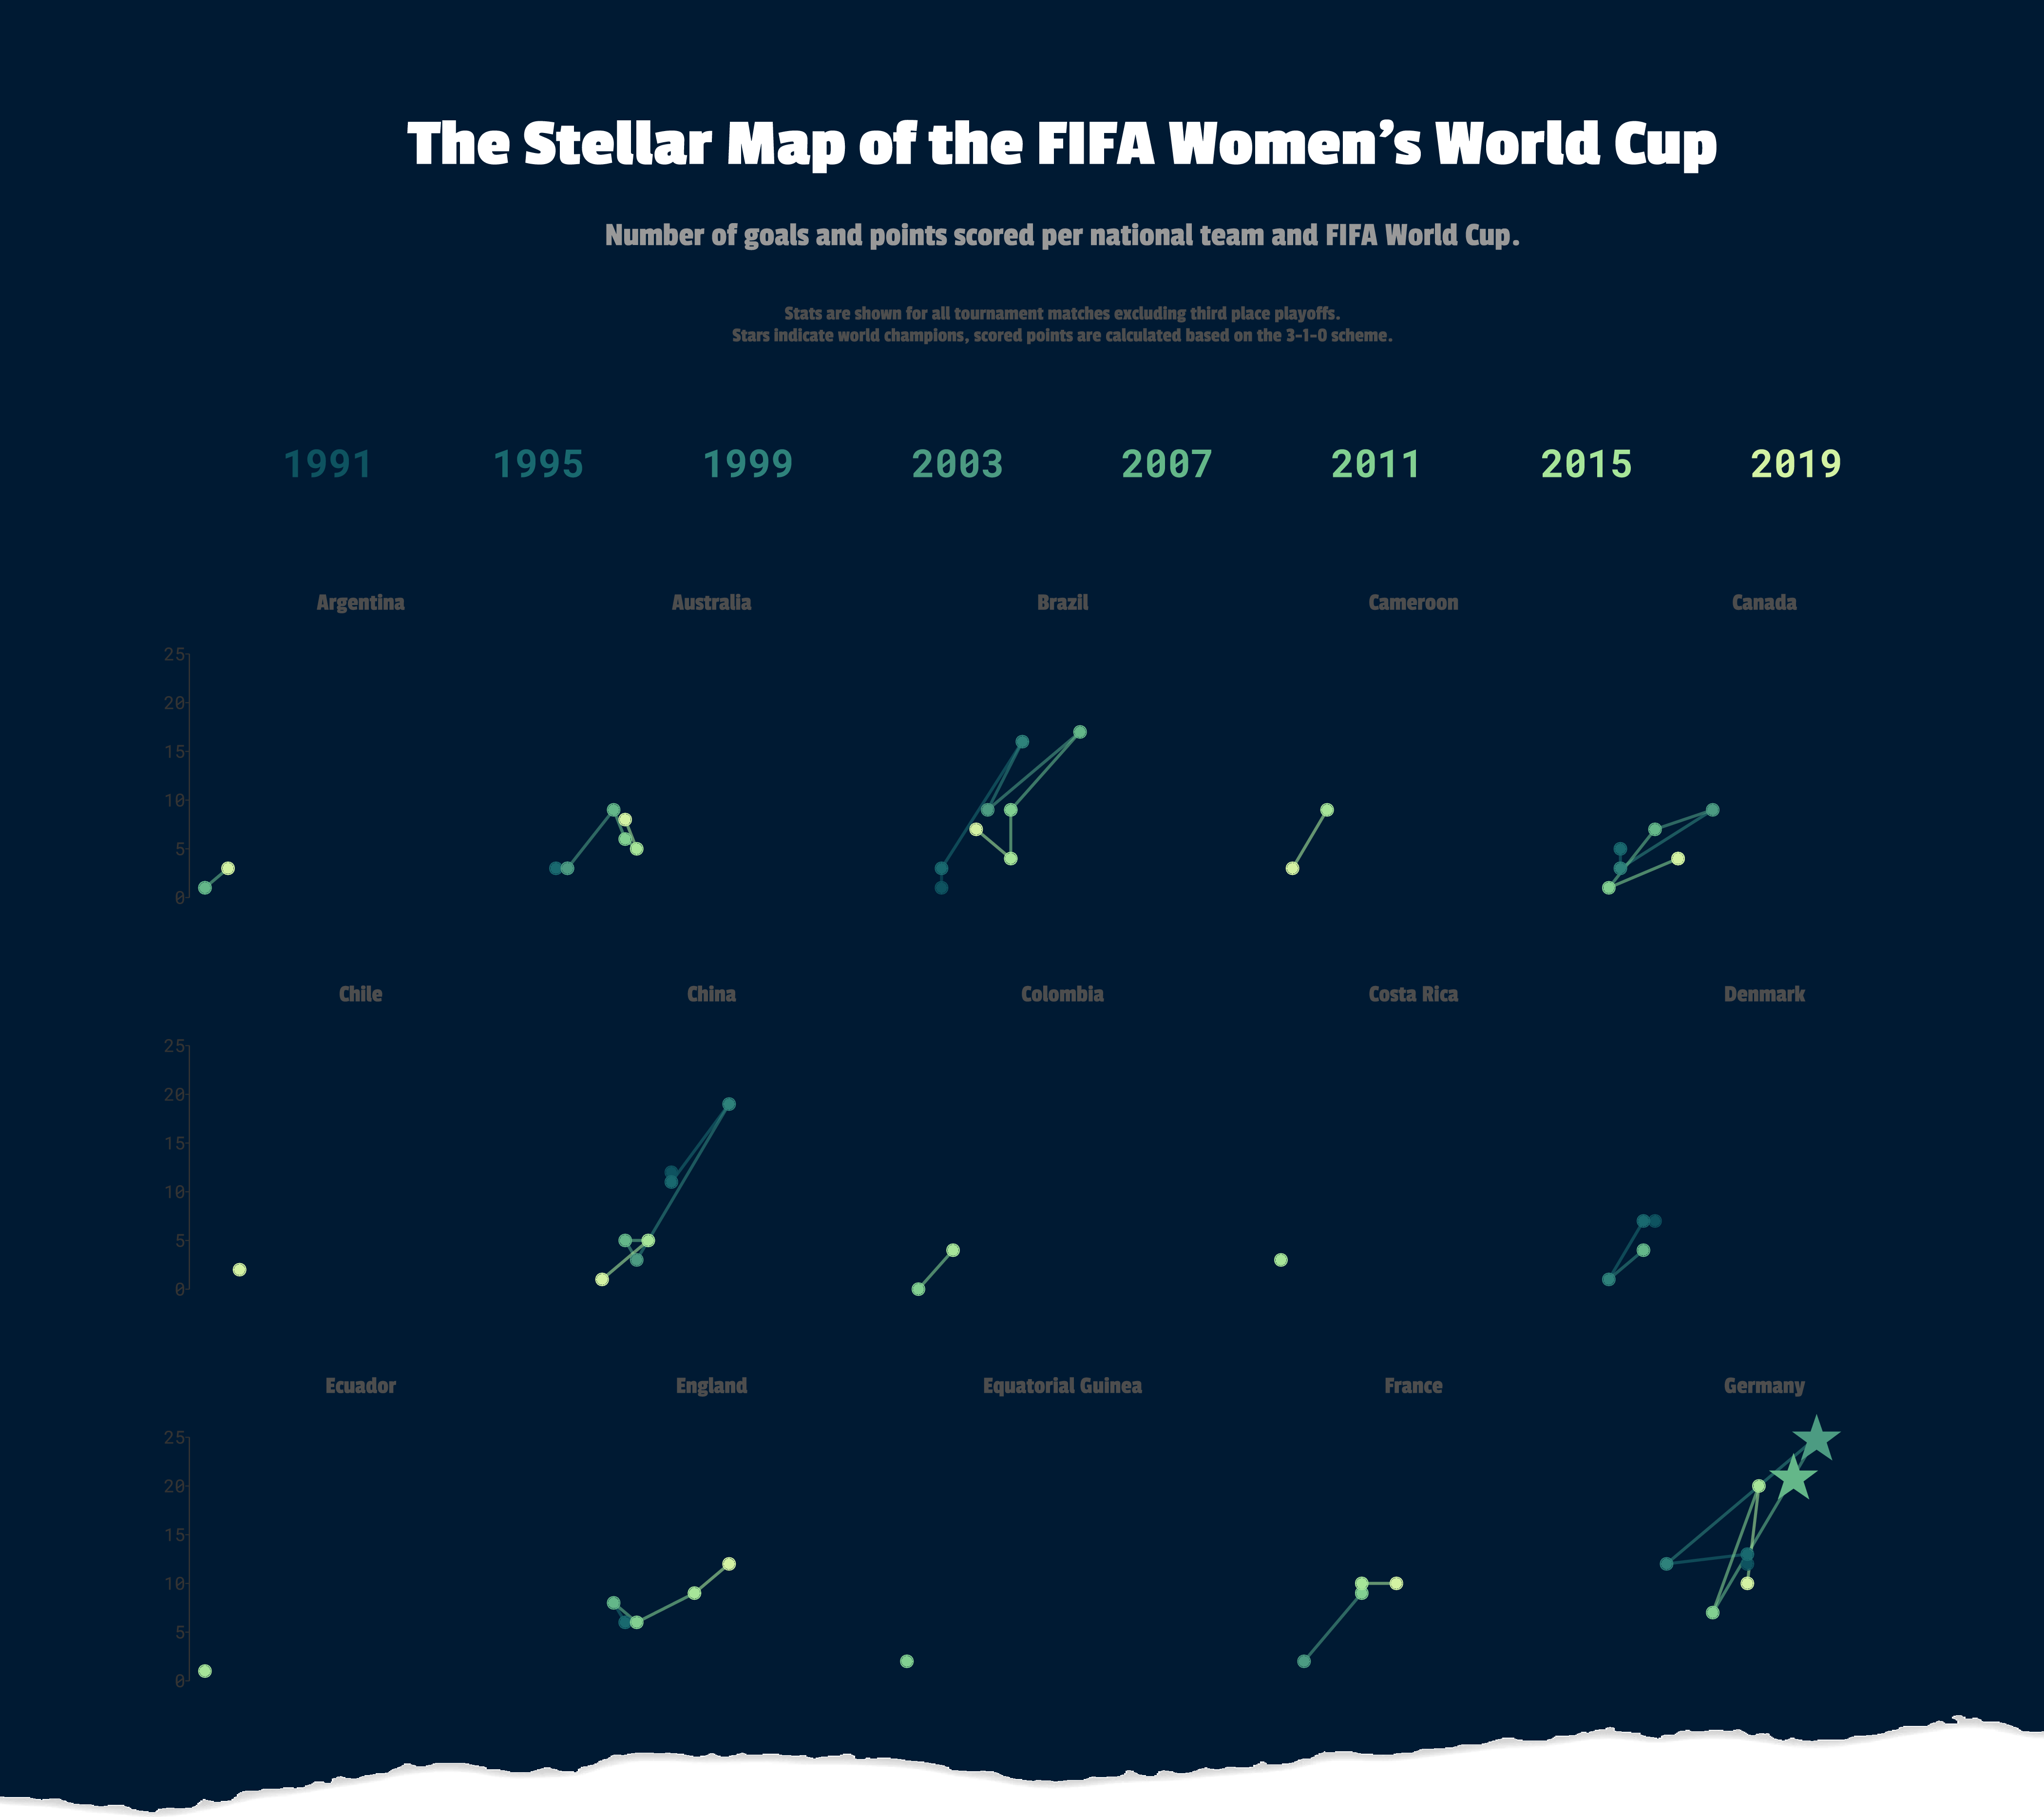 The Stellar Map of the FIFA Women’s World Cup
Number of goals and points scored per national team and FIFA World Cup.
Stats are shown for all tournament matches excluding third place playoffs.
Stars indicate world champions, scored points are calculated based on the 3-1-0 scheme.
1991 1995 1999 2003 2007 2011 2015 2019
Argentina Australia Brazil Cameroon Canada
25
20
15
10
5
0
Chile China Colombia Costa Rica Denmark
25
20
15
10
5
0
Ecuador England Equatorial Guinea France Germany
25
20
15
10
5
0